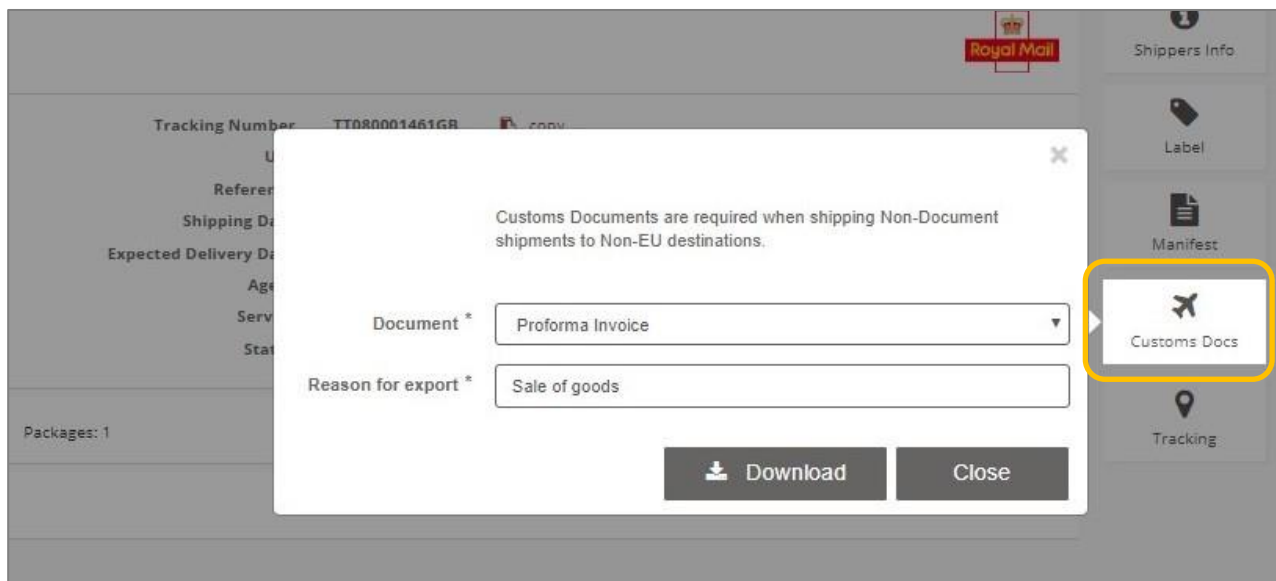 Royal Mail
Shippers Info
Tracking Number TT080001461GB copy
Label
Customs Documents are required when shipping Non-Document
shipments to Non-EU destinations.
Shipping
Manifest
Expected Delivery
Document * Proforma Invoice
Customs Docs
Reason for export * Sale of goods
Packages: 1
Tracking
Download Close